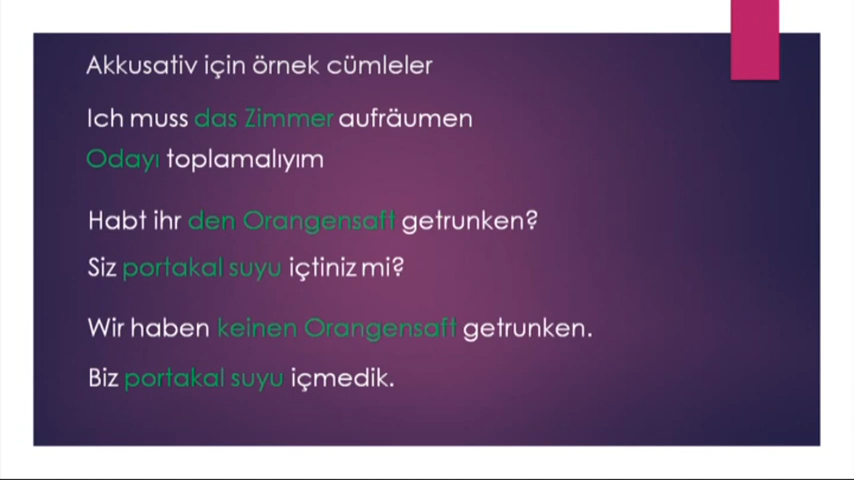 Akkusativ için örnek cümleler
Ich muss das Zimmer aufräumen
Odayı toplamalıyım
Habt ihr den Orangensaft getrunken?
Siz portakal suyu içtiniz mi?
Wir haben keinen Orangensaft getrunken.
Biz portakal suyu içmedik.